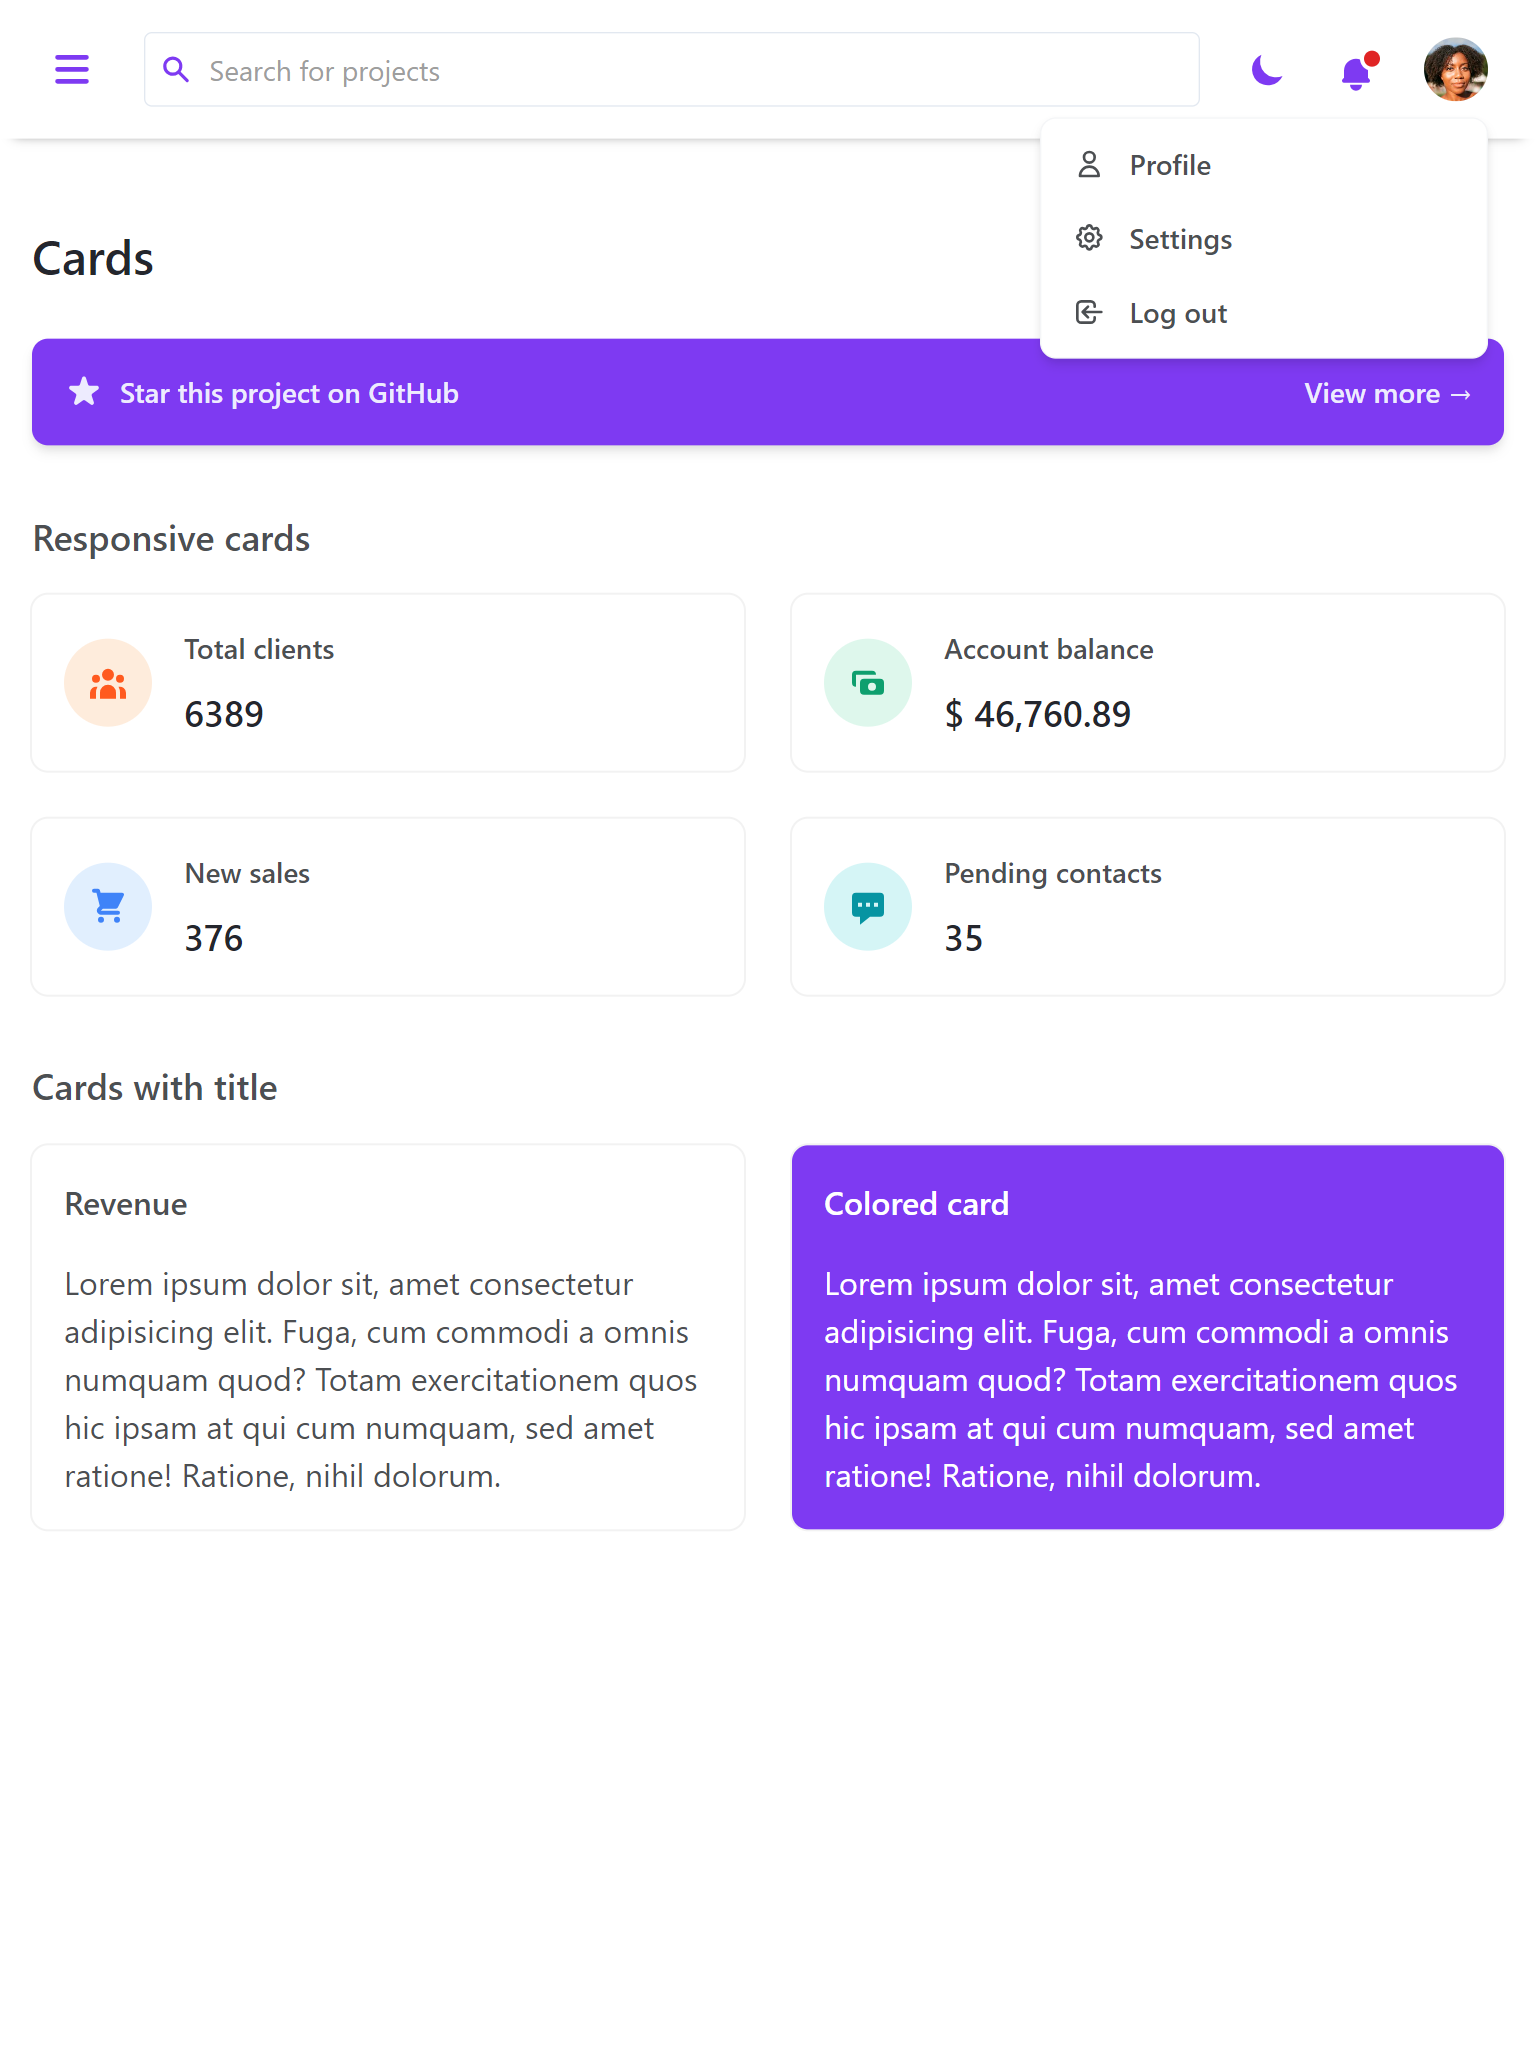 Search for projects
Profile
Settings
Log out
Cards
Star this project on GitHub
View more →
Responsive cards
Total clients
6389
Account balance
$ 46,760.89
New sales
376
Pending contacts
35
Cards with title
Revenue
Lorem ipsum dolor sit, amet consectetur
adipisicing elit. Fuga, cum commodi a omnis
numquam quod? Totam exercitationem quos
hic ipsam at qui cum numquam, sed amet
ratione! Ratione, nihil dolorum.
Colored card
Lorem ipsum dolor sit, amet consectetur
adipisicing elit. Fuga, cum commodi a omnis
numquam quod? Totam exercitationem quos
hic ipsam at qui cum numquam, sed amet
ratione! Ratione, nihil dolorum.